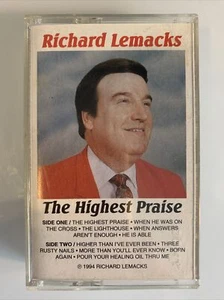 Richard Lemacks
The Highest Praise
SIDE ONE / THE HIGHEST PRAISE • WHEN HE WAS ON
THE CROSS • THE LIGHTHOUSE • WHEN ANSWERS
AREN'T ENOUGH • HE IS ABLE
SIDE TWO / HIGHER THAN I'VE EVER BEEN • THREE
RUSTY NAILS • MORE THAN YOU'LL EVER KNOW • BORN
AGAIN • POUR YOUR HEALING OIL THRU ME
℗ 1994 RICHARD LEMACKS